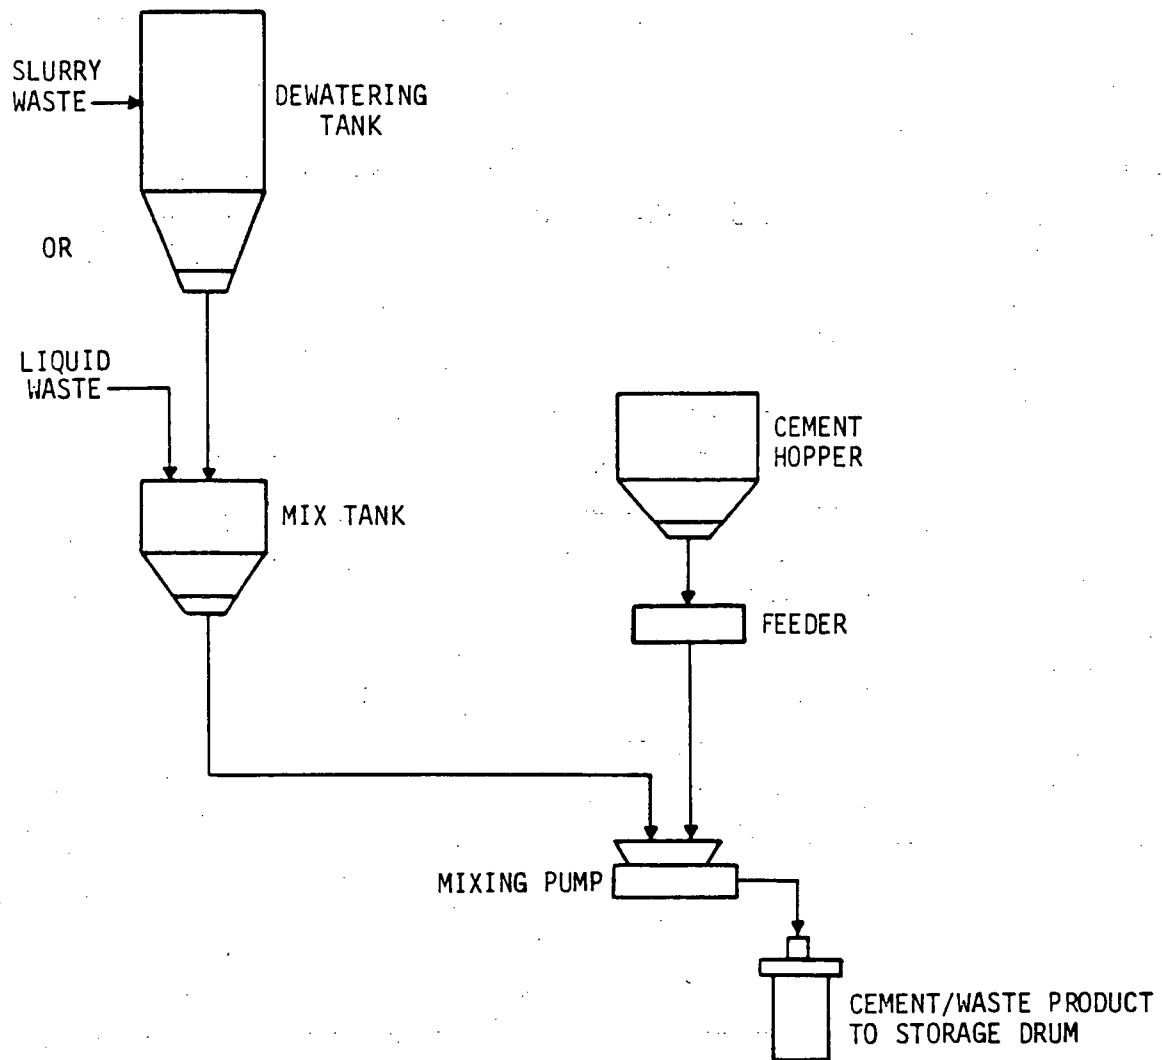 SLURRY
WASTE
DEWATERING
TANK
OR
LIQUID
WASTE
MIX TANK
CEMENT
HOPPER
FEEDER
MIXING PUMP
CEMENT/WASTE PRODUCT
TO STORAGE DRUM